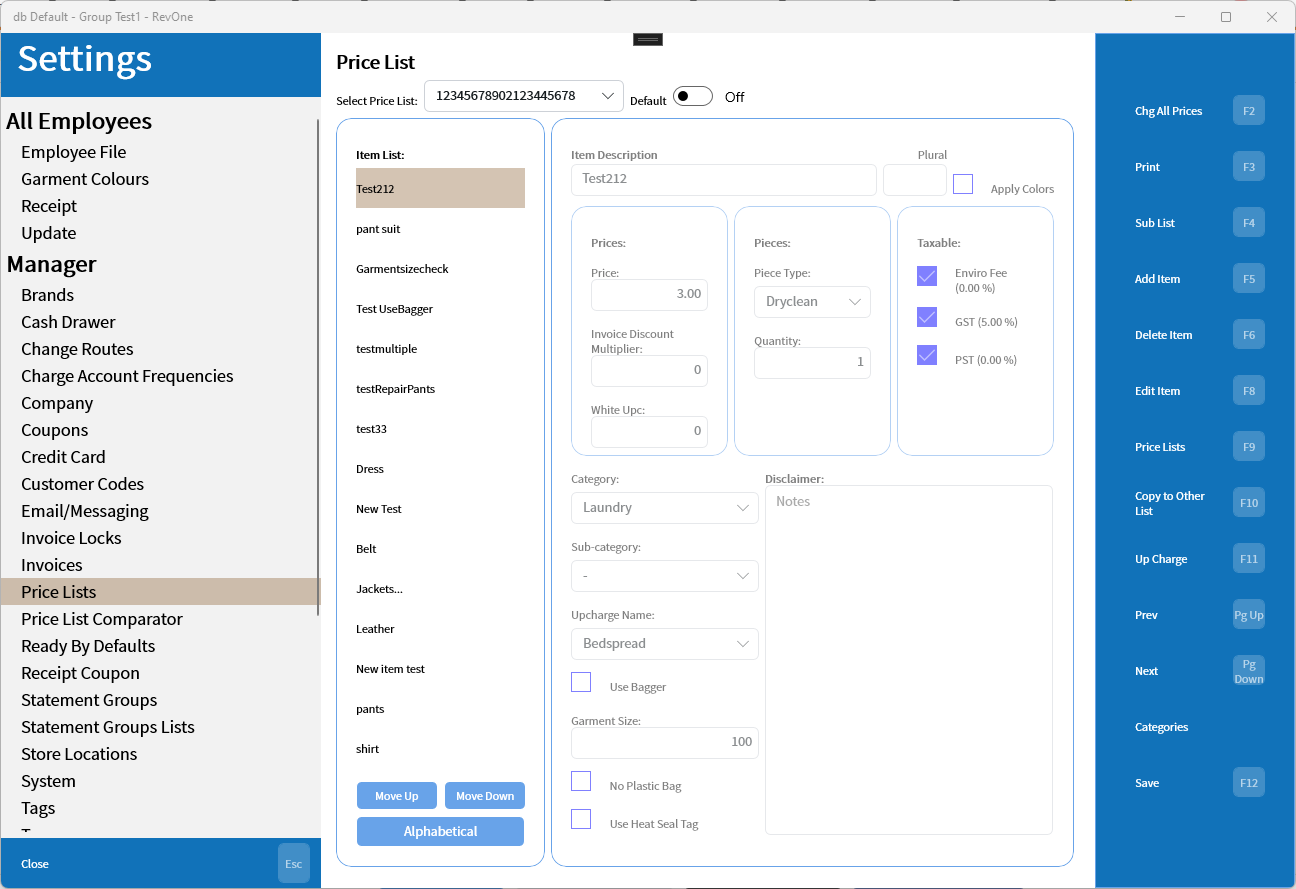 db Default - Group Test1 - RevOne
Settings
All Employees
Employee File
Garment Colours
Receipt
Update
Manager
Brands
Cash Drawer
Change Routes
Charge Account Frequencies
Company
Coupons
Credit Card
Customer Codes
Email/Messaging
Invoice Locks
Invoices
Price Lists
Price List Comparator
Ready By Defaults
Receipt Coupon
Statement Groups
Statement Groups Lists
Store Locations
System
Tags
Close
Esc
Price List
Select Price List:
12345678902123445678
Default
Off
Item List:
Test212
pant suit
Garmentsizecheck
Test UseBagger
testmultiple
testRepairPants
test33
Dress
New Test
Belt
Jackets...
Leather
New item test
pants
shirt
Move Up
Move Down
Alphabetical
Item Description
Plural
Test212
Apply Colors
Prices:
Price:
3.00
Invoice Discount
Multiplier:
0
White Upc:
0
Pieces:
Piece Type:
Dryclean
Quantity:
1
Taxable:
Enviro Fee
(0.00 %)
GST (5.00 %)
PST (0.00 %)
Category:
Laundry
Sub-category:
-
Upcharge Name:
Bedspread
Use Bagger
Garment Size:
100
No Plastic Bag
Use Heat Seal Tag
Disclaimer:
Notes
Chg All Prices
F2
Print
F3
Sub List
F4
Add Item
F5
Delete Item
F6
Edit Item
F8
Price Lists
F9
Copy to Other
List
F10
Up Charge
F11
Prev
Pg Up
Next
Pg
Down
Categories
Save
F12